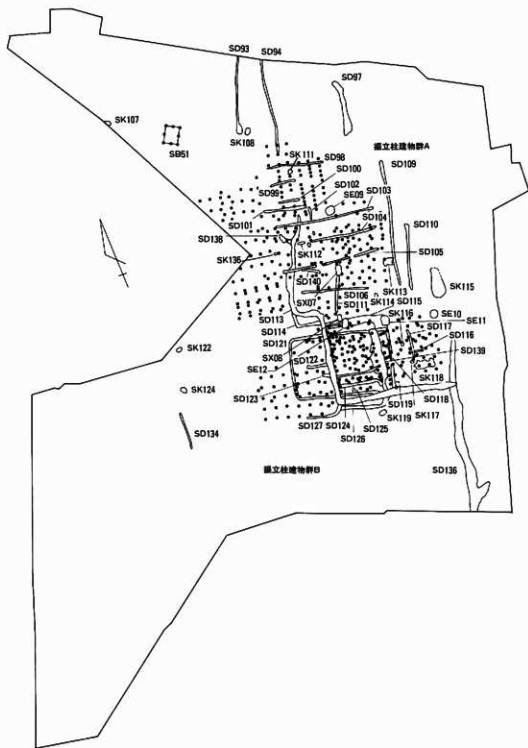 SD93 SD94
SD97
SK107
SB51
SK108
掘立柱建物群A
SK111 SD98
SD109
SD100
SD99
SD102
SE09
SD103
SD101
SD104
SD110
SD138
SK112
SD105
SK136
SD140
SK113
SK115
SX07
SD106
SK114 SD115
SD111
SD113
SK116
SE10
SD114
SE11
SD121
SD117
SD116
SK122
SX08
SD122
SD139
SE12
SK118
SK124
SD123
SD119
SD118
SD127 SD124
SK119
SK117
SD134
SD125
SD126
掘立柱建物群B
SD136